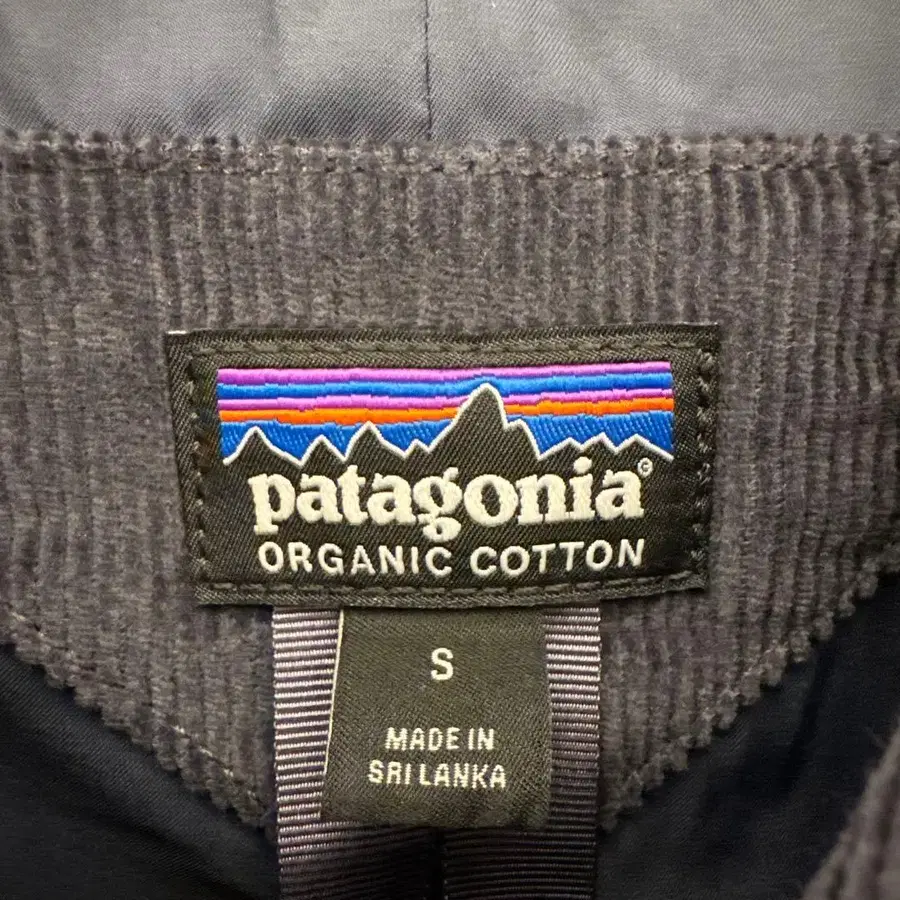 patagonia©
ORGANIC COTTON
S
MADE IN
SRI LANKA